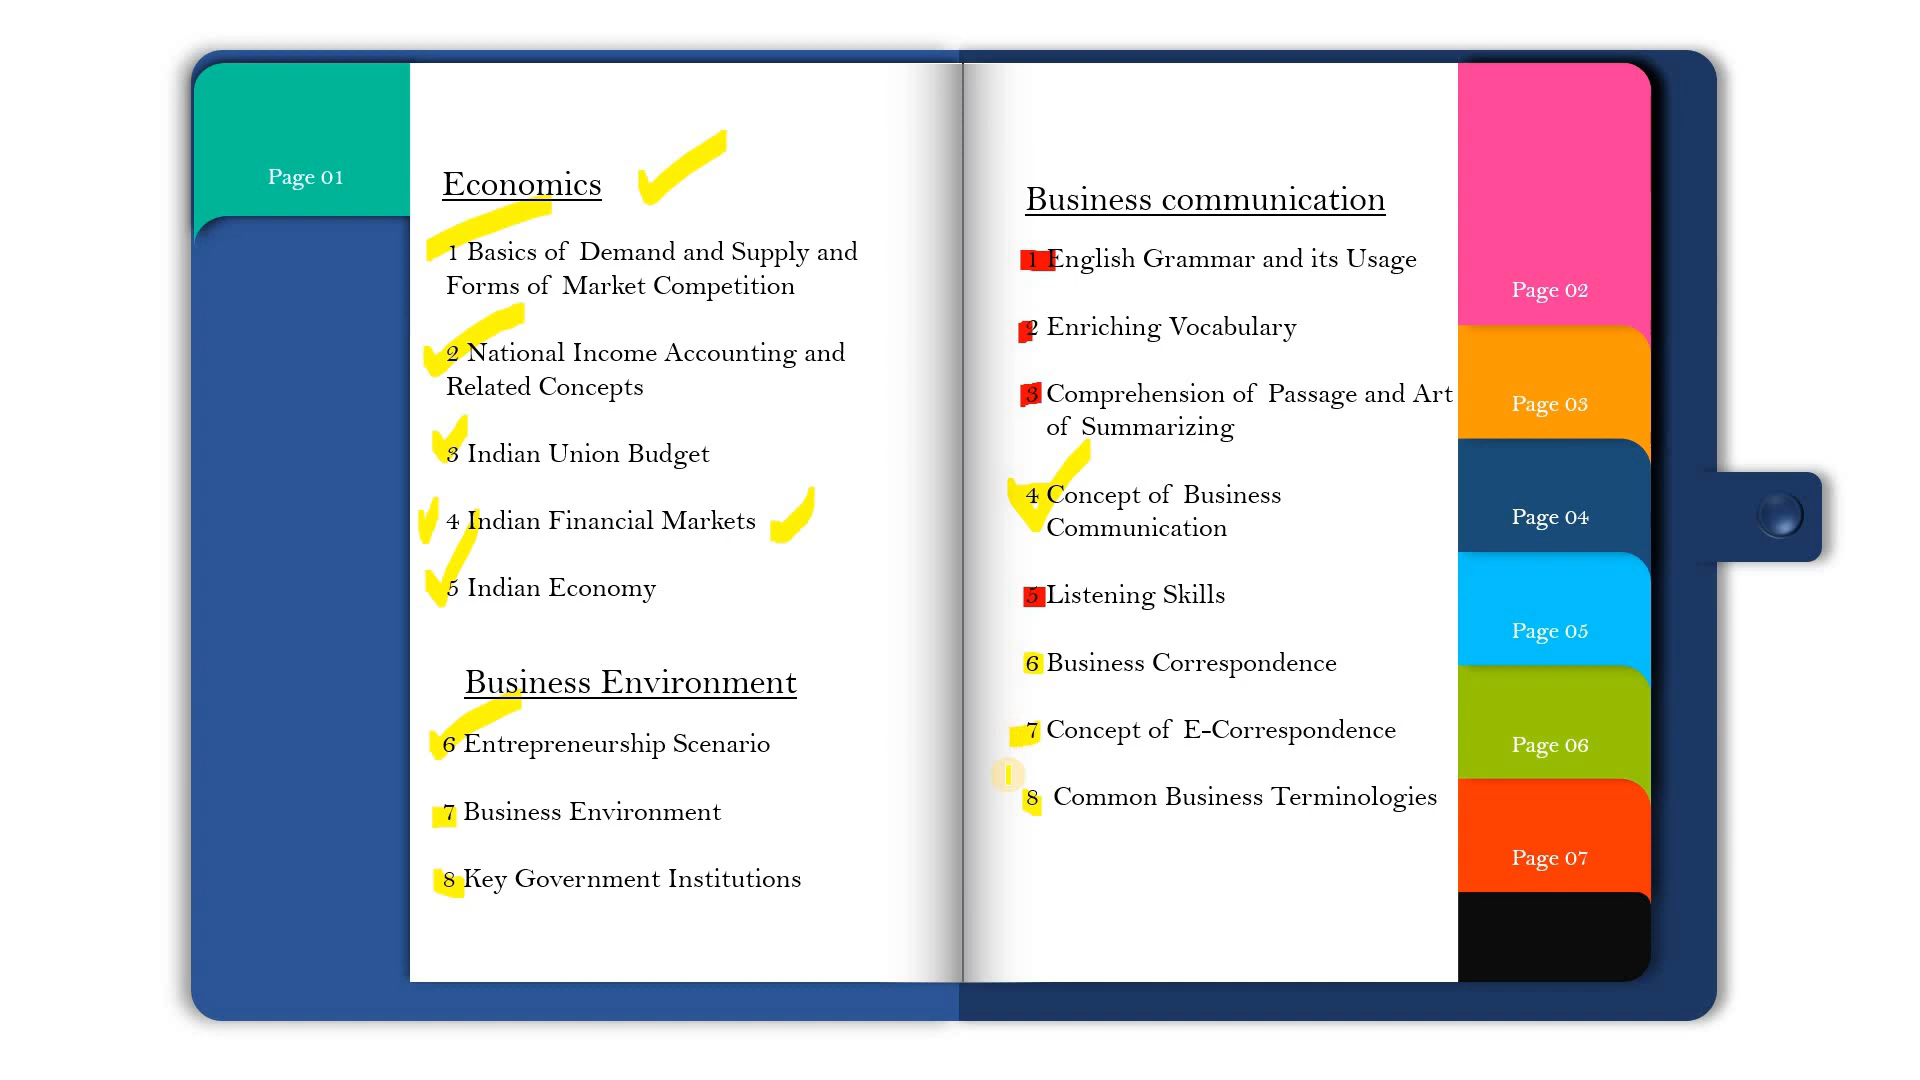 Page 01
Economics
1 Basics of Demand and Supply and
Forms of Market Competition
2 National Income Accounting and
Related Concepts
3 Indian Union Budget
4 Indian Financial Markets
5 Indian Economy
Business Environment
6 Entrepreneurship Scenario
7 Business Environment
8 Key Government Institutions
Business communication
1 English Grammar and its Usage
2 Enriching Vocabulary
3 Comprehension of Passage and Art
of Summarizing
4 Concept of Business
Communication
5 Listening Skills
6 Business Correspondence
7 Concept of E-Correspondence
8 Common Business Terminologies
Page 02
Page 03
Page 04
Page 05
Page 06
Page 07